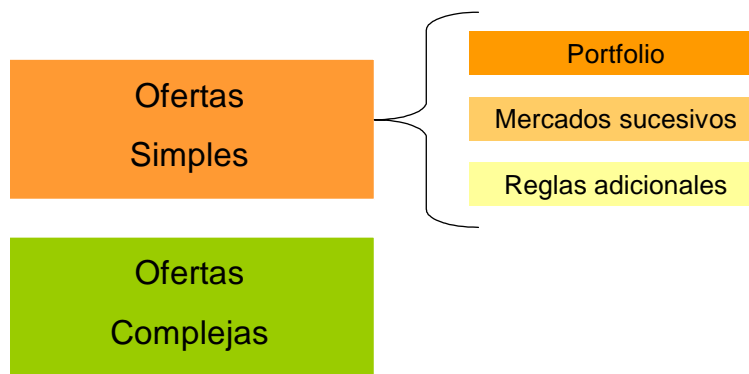 Ofertas
Simples
Portfolio
Mercados sucesivos
Reglas adicionales
Ofertas
Complejas